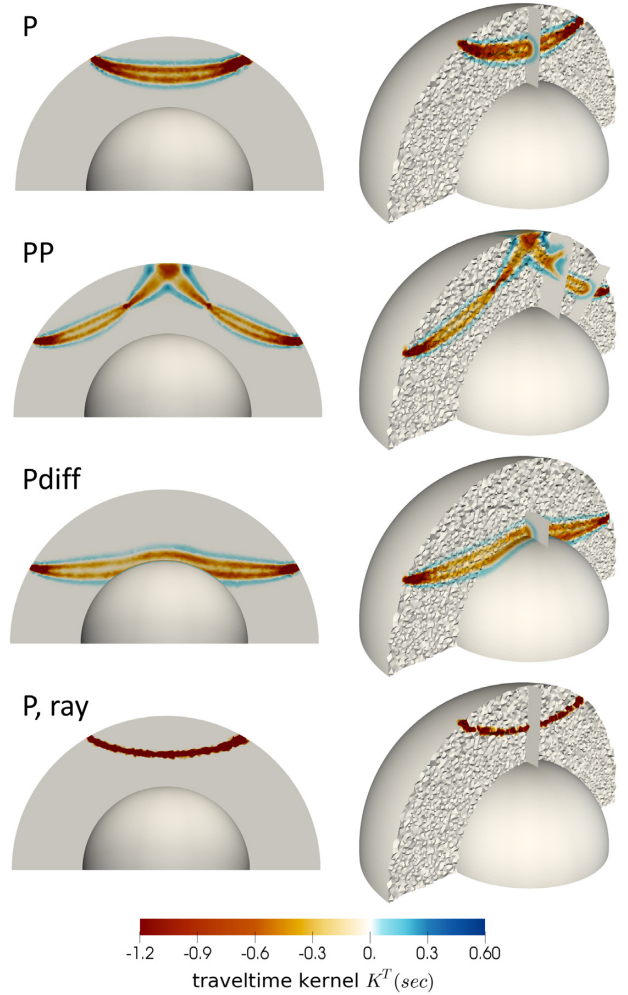 P
PP
Pdiff
P, ray
-1.2 -0.9 -0.6 -0.3 0. 0.3 0.60
traveltime kernel K^T (sec)